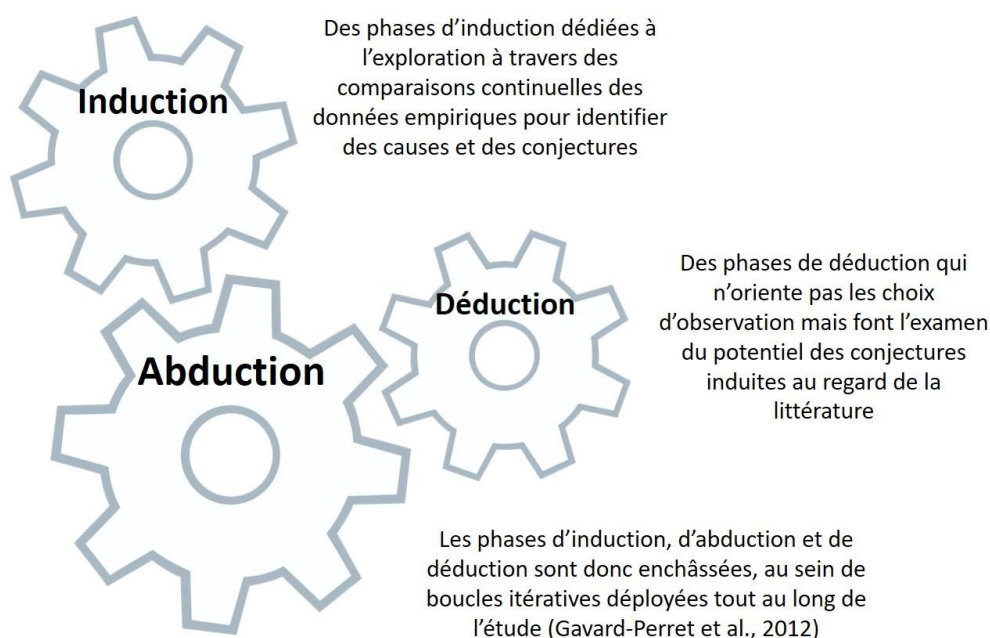 Induction
Des phases d’induction dédiées à
l’exploration à travers des
comparaisons continuelles des
données empiriques pour identifier
des causes et des conjectures
Déduction
Des phases de déduction qui
n’oriente pas les choix
d’observation mais font l’examen
du potentiel des conjectures
induites au regard de la
littérature
Abduction
Les phases d’induction, d’abduction et de
déduction sont donc enchâssées, au sein de
boucles itératives déployées tout au long de
l’étude (Gavard-Perret et al., 2012)